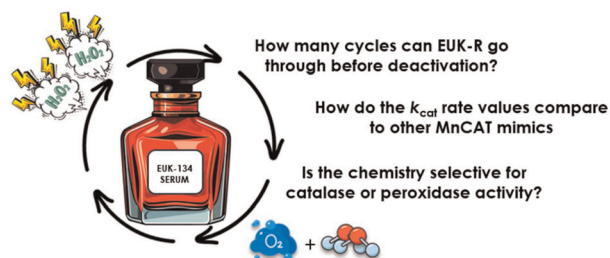 H₂O₂
H₂O₂
How many cycles can EUK-R go
through before deactivation?
How do the kcat rate values compare
to other MnCAT mimics
EUK-134
SERUM
Is the chemistry selective for
catalase or peroxidase activity?
O₂ +